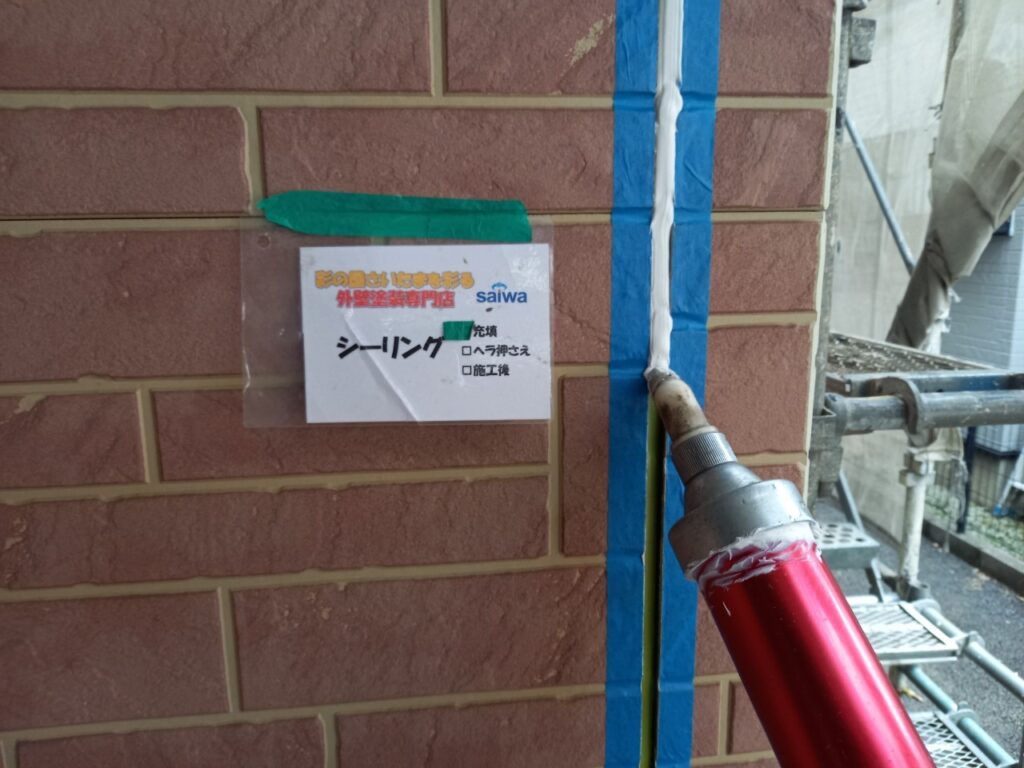 彩の国さいたまを彩る
外壁塗装専門店
saiwa
シーリング
充填
□ヘラ押さえ
□施工後